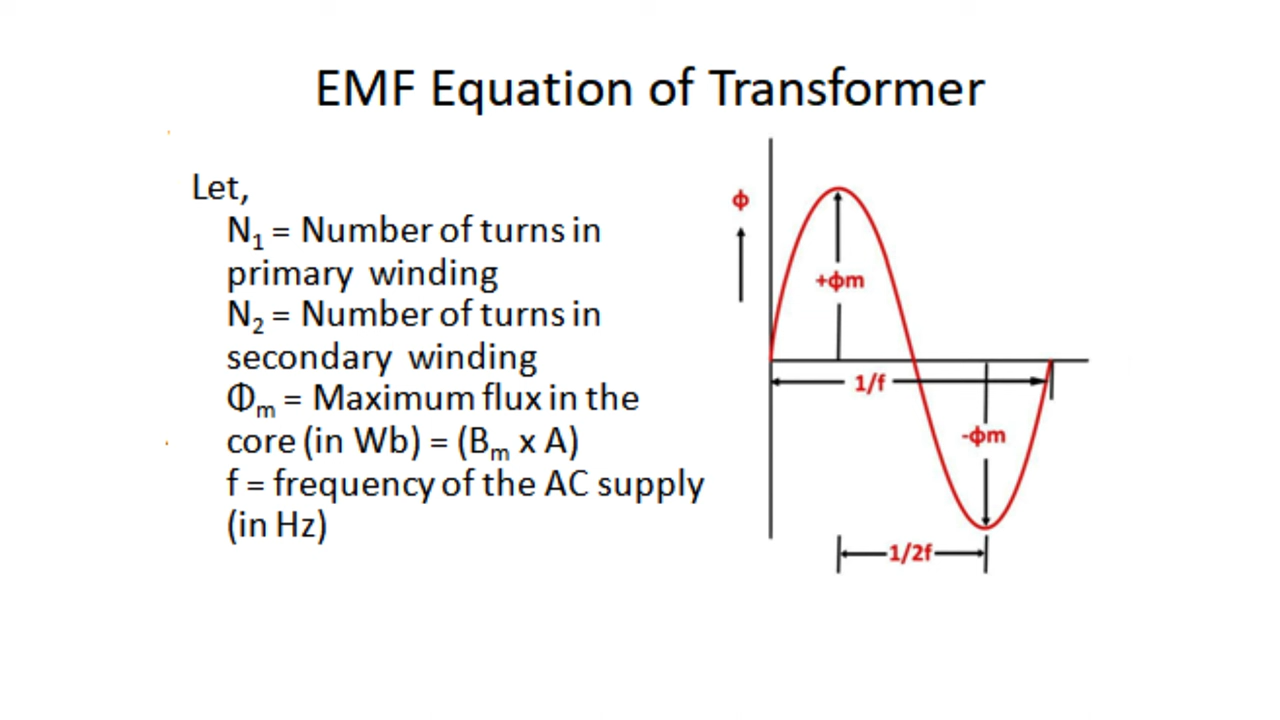 EMF Equation of Transformer
Let,
N₁ = Number of turns in
primary winding
N₂ = Number of turns in
secondary winding
Φₘ = Maximum flux in the
core (in Wb) = (Bₘ x A)
f = frequency of the AC supply
(in Hz)
ϕ
+ϕm
1/f
-ϕm
1/2f